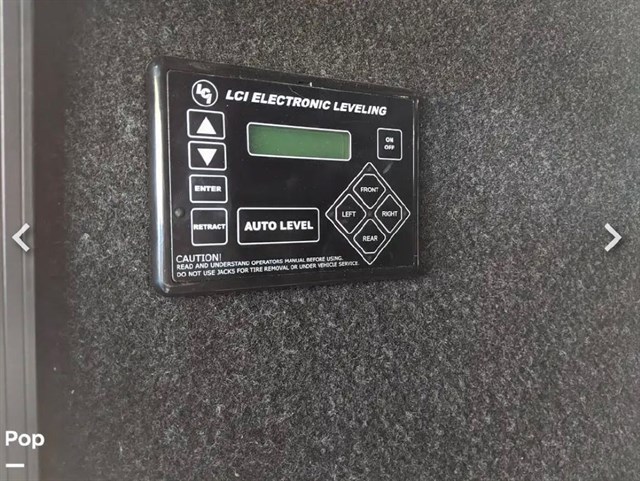 LCI LCI ELECTRONIC LEVELING
ON
OFF
ENTER
FRONT
LEFT
RIGHT
RETRACT
AUTO LEVEL
REAR
CAUTION!
READ AND UNDERSTAND OPERATORS MANUAL BEFORE USING.
DO NOT USE JACKS FOR TIRE REMOVAL OR UNDER VEHICLE SERVICE.
Pop